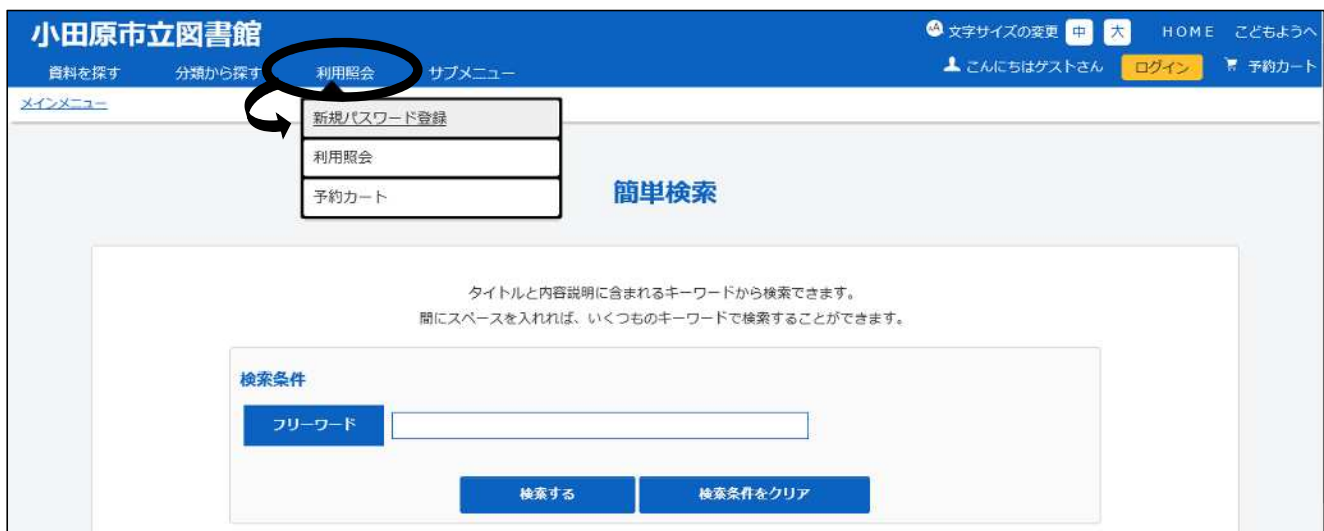 小田原市立図書館
文字サイズの変更 中 大 HOME こどもようへ
資料を探す 分類から探す 利用照会 サブメニュー
こんにちはゲストさん ログイン 予約カート
メインメニュー
新規パスワード登録
利用照会
予約カート
簡単検索
タイトルと内容説明に含まれるキーワードから検索できます。
間にスペースを入れれば、いくつものキーワードで検索することができます。
検索条件
フリーワード
検索する 検索条件をクリア